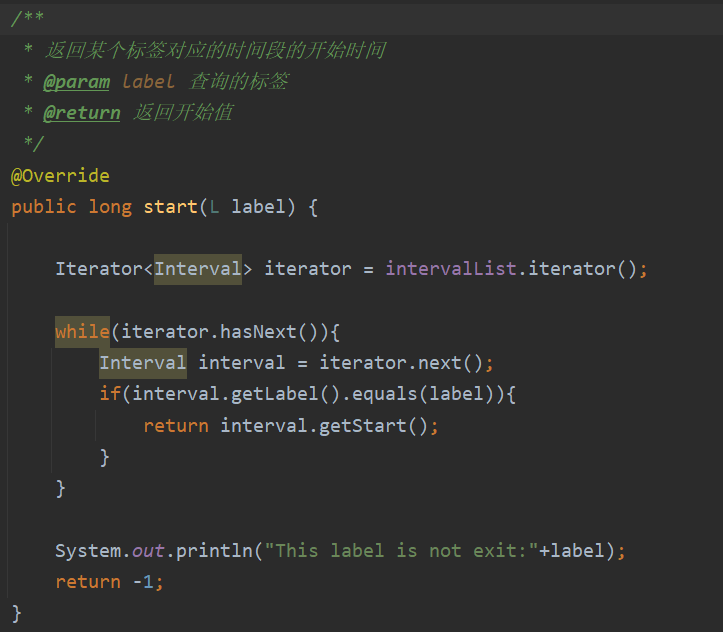 /**
 * 返回某个标签对应的时间段的开始时间
 * @param label 查询的标签
 * @return 返回开始值
 */
@Override
public long start(L label) {
    Iterator<Interval> iterator = intervalList.iterator();
    while(iterator.hasNext()){
        Interval interval = iterator.next();
        if(interval.getLabel().equals(label)){
            return interval.getStart();
        }
    }
    System.out.println("This label is not exit:"+label);
    return -1;
}